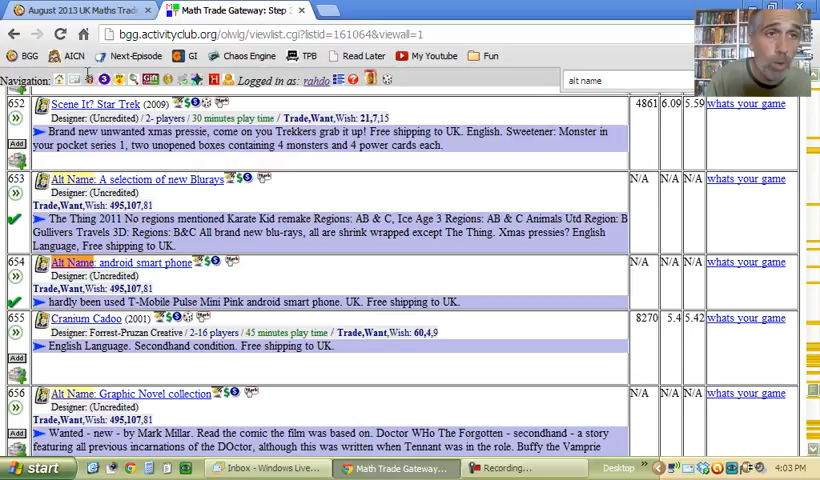 August 2013 UK Maths Trade
Math Trade Gateway: Step 3
bgg.activityclub.org/olwlg/viewlist.cgi?listid=161064&viewall=1
BGG
AICN
Next-Episode
GI
Chaos Engine
TPB
Read Later
My Youtube
Fun
Navigation:
Logged in as: rahdo
alt name
652
Scene It? Star Trek (2009)
4861 6.09 5.59 whats your game
Designer: (Uncredited) / 2- players / 30 minutes play time / Trade,Want,Wish: 21,7,15
Brand new unwanted xmas pressie, come on you Trekkers grab it up! Free shipping to UK. English. Sweetener: Monster in
your pocket series 1, two unopened boxes containing 4 monsters and 4 power cards each.
Add
653
Alt Name: A selectiom of new Blurays
N/A N/A N/A whats your game
Designer: (Uncredited)
Trade,Want,Wish: 495,107,81
The Thing 2011 No regions mentioned Karate Kid remake Regions: AB & C, Ice Age 3 Regions: AB & C Animals Utd Region: B
Gullivers Travels 3D: Regions: B&C All brand new blu-rays, all are shrink wrapped except The Thing. Xmas pressies? English
Language, Free shipping to UK.
654
Alt Name: android smart phone
N/A N/A N/A whats your game
Designer: (Uncredited)
Trade,Want,Wish: 495,107,81
hardly been used T-Mobile Pulse Mini Pink android smart phone. UK. Free shipping to UK.
655
Cranium Cadoo (2001)
8270 5.4 5.42 whats your game
Designer: Forrest-Pruzan Creative / 2-16 players / 45 minutes play time / Trade,Want,Wish: 60,4,9
English Language. Secondhand condition. Free shipping to UK.
Add
656
Alt Name: Graphic Novel collection
N/A N/A N/A whats your game
Designer: (Uncredited)
Trade,Want,Wish: 495,107,81
Add
Wanted - new - by Mark Millar. Read the comic the film was based on. Doctor WHo The Forgotten - secondhand - a story
featuring all previous incarnations of the DOctor, although this was written when Tennant was in the role. Buffy the Vamprie
start
Inbox - Windows Live...
Math Trade Gateway...
Recording...
Desktop
4:03 PM